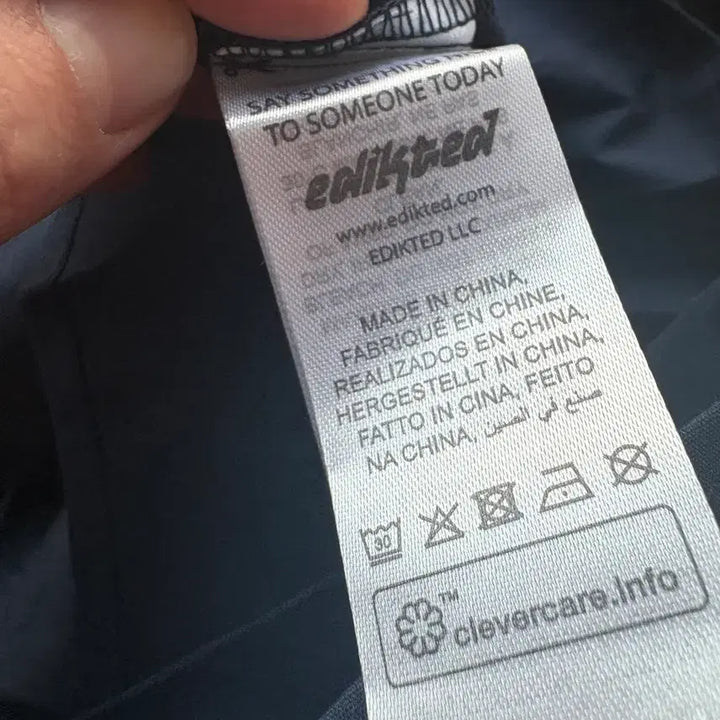 SAY SOMETHING
TO SOMEONE TODAY
edikted
www.edikted.com
EDIKTED LLC
MADE IN CHINA,
FABRIQUÉ EN CHINE,
REALIZADOS EN CHINA,
HERGESTELLT IN CHINA,
FATTO IN CINA, FEITO
NA CHINA, صنع في الصين
30
™ clevercare.info